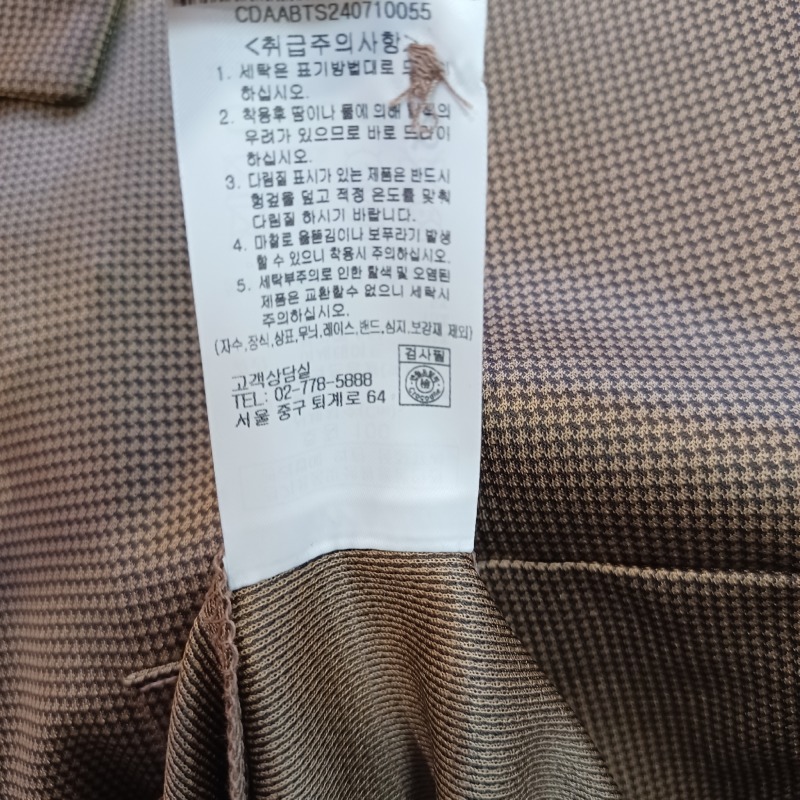 CDAABTS240710055
<취급주의사항>
1. 세탁은 표기방법대로
하십시오.
2. 착용후 땀이나 물에 의해
우려가 있으므로 바로
하십시오.
3. 다림질 표시가 있는 제품은 반드시
헝겊을 덮고 적정 온도를 맞춰
다림질 하시기 바랍니다.
4. 마찰로 올뜯김이나 보푸라기 발생
할 수 있으니 착용시 주의하십시오.
5. 세탁부주의로 인한 탈색 및 오염된
제품은 교환할수 없으니 세탁시
주의하십시오.
(자수,장식,상표,무늬,레이스,밴드,심지,보강재 제외)
검사필
고객상담실
TEL: 02-778-5888
서울 중구 퇴계로 64